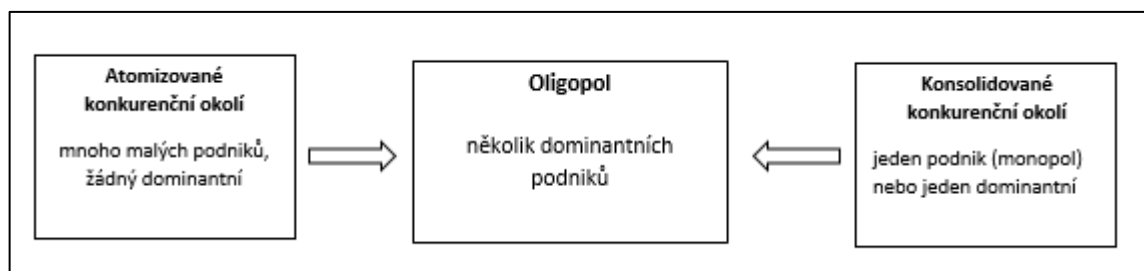 Atomizované
konkurenční okolí
mnoho malých podniků,
žádný dominantní
Oligopol
několik dominantních
podniků
Konsolidované
konkurenční okolí
jeden podnik (monopol)
nebo jeden dominantní